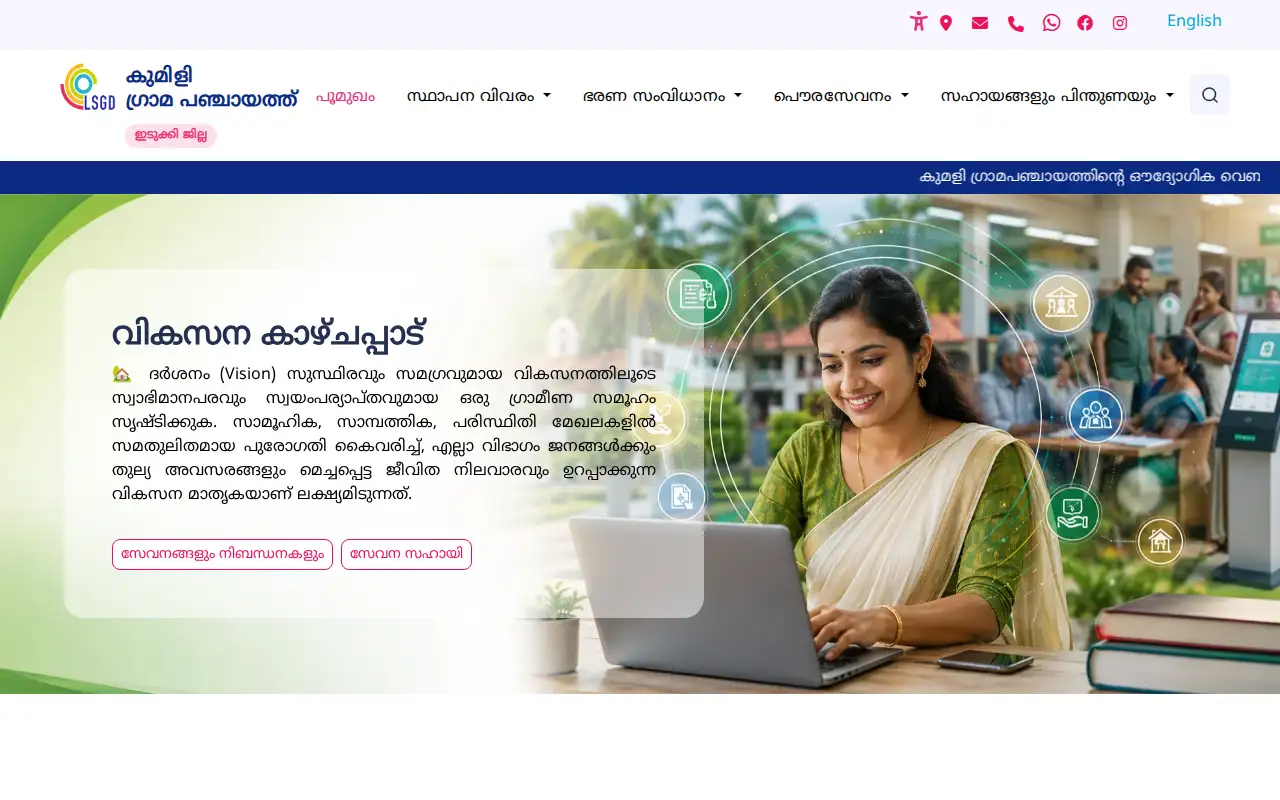 English
കുമിളി
ഗ്രാമ പഞ്ചായത്ത്
LSGD
ഇടുക്കി ജില്ല
പൂമുഖം
സ്ഥാപന വിവരം
ഭരണ സംവിധാനം
പൌരസേവനം
സഹായങ്ങളും പിന്തുണയും
കുമളി ഗ്രാമപഞ്ചായത്തിന്റെ ഔദ്യോഗിക
വികസന കാഴ്ചപ്പാട്
🏡 ദർശനം (Vision) സുസ്ഥിരവും സമഗ്രവുമായ വികസനത്തിലൂടെ
സ്വാഭിമാനപരവും സ്വയംപര്യാപ്തവുമായ ഒരു ഗ്രാമീണ സമൂഹം
സൃഷ്ടിക്കുക. സാമൂഹിക, സാമ്പത്തിക, പരിസ്ഥിതി മേഖലകളിൽ
സമതുലിതമായ പുരോഗതി കൈവരിച്ച്, എല്ലാ വിഭാഗം ജനങ്ങൾക്കും
തുല്യ അവസരങ്ങളും മെച്ചപ്പെട്ട ജീവിത നിലവാരവും ഉറപ്പാക്കുന്ന
വികസന മാതൃകയാണ് ലക്ഷ്യമിടുന്നത്.
സേവനങ്ങളും നിബന്ധനകളും
സേവന സഹായി